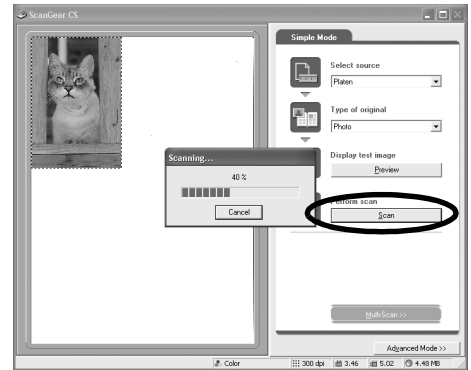 ScanGear CS
Simple Mode
Select source
Platen
Type of original
Photo
Display test image
Preview
Scanning...
40 %
Cancel
Perform scan
Scan
Multi-Scan >>
Advanced Mode >>
Color
300 dpi
3.46
5.02
4.48 MB